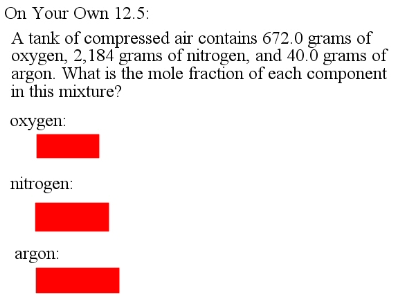 On Your Own 12.5:
A tank of compressed air contains 672.0 grams of
oxygen, 2,184 grams of nitrogen, and 40.0 grams of
argon. What is the mole fraction of each component
in this mixture?
oxygen:
nitrogen:
argon: